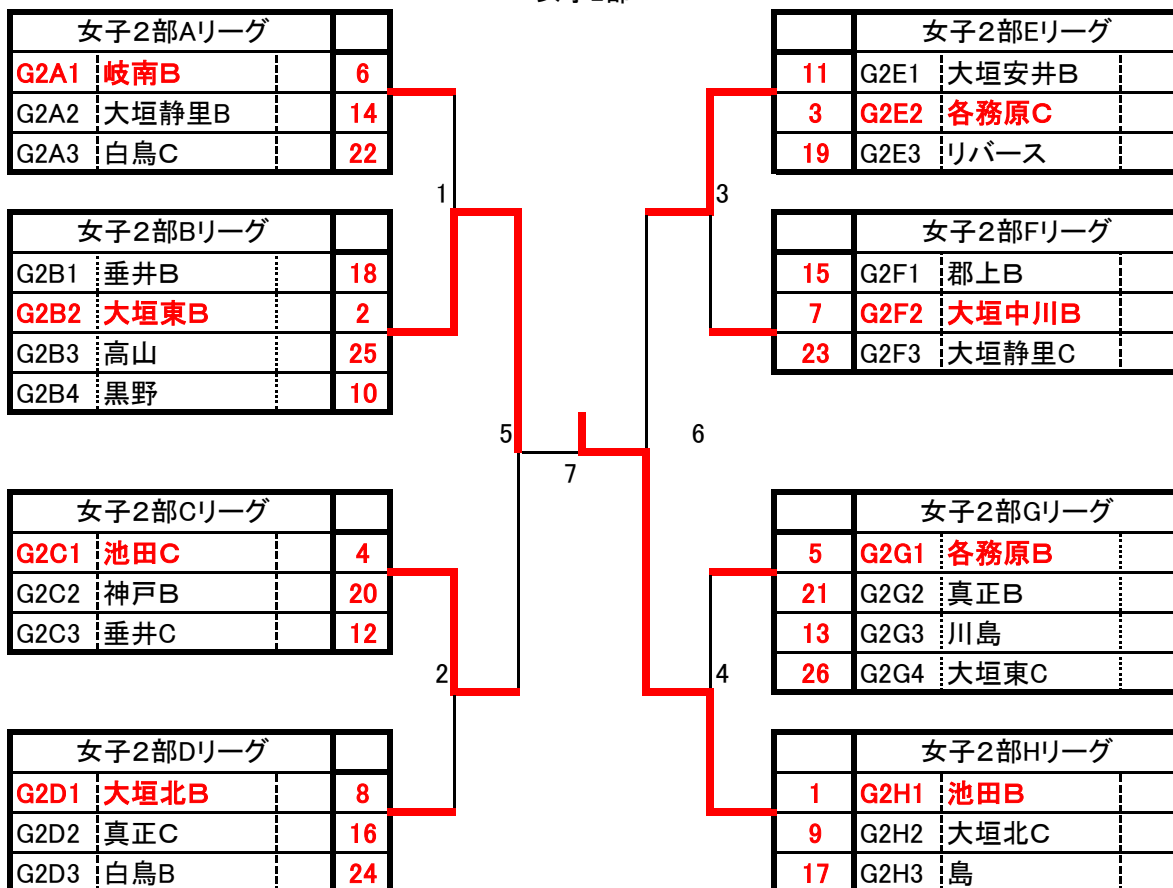 女子２部Aリーグ
G2A1 岐南Ｂ 6
G2A2 大垣静里Ｂ 14
G2A3 白鳥Ｃ 22
1
女子２部Bリーグ
G2B1 垂井Ｂ 18
G2B2 大垣東Ｂ 2
G2B3 高山 25
G2B4 黒野 10
5
7
女子２部Cリーグ
G2C1 池田Ｃ 4
G2C2 神戸Ｂ 20
G2C3 垂井Ｃ 12
2
女子２部Dリーグ
G2D1 大垣北Ｂ 8
G2D2 真正Ｃ 16
G2D3 白鳥Ｂ 24
女子２部Eリーグ
11 G2E1 大垣安井Ｂ
3 G2E2 各務原Ｃ
19 G2E3 リバース
3
女子２部Fリーグ
15 G2F1 郡上Ｂ
7 G2F2 大垣中川Ｂ
23 G2F3 大垣静里Ｃ
6
女子２部Gリーグ
5 G2G1 各務原Ｂ
21 G2G2 真正Ｂ
13 G2G3 川島
26 G2G4 大垣東Ｃ
4
女子２部Hリーグ
1 G2H1 池田Ｂ
9 G2H2 大垣北Ｃ
17 G2H3 島